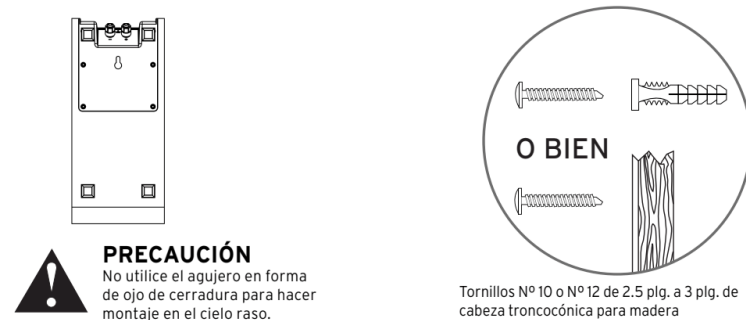 O BIEN
PRECAUCIÓN
No utilice el agujero en forma
de ojo de cerradura para hacer
montaje en el cielo raso.
Tornillos Nº 10 o Nº 12 de 2.5 plg. a 3 plg. de
cabeza troncocónica para madera